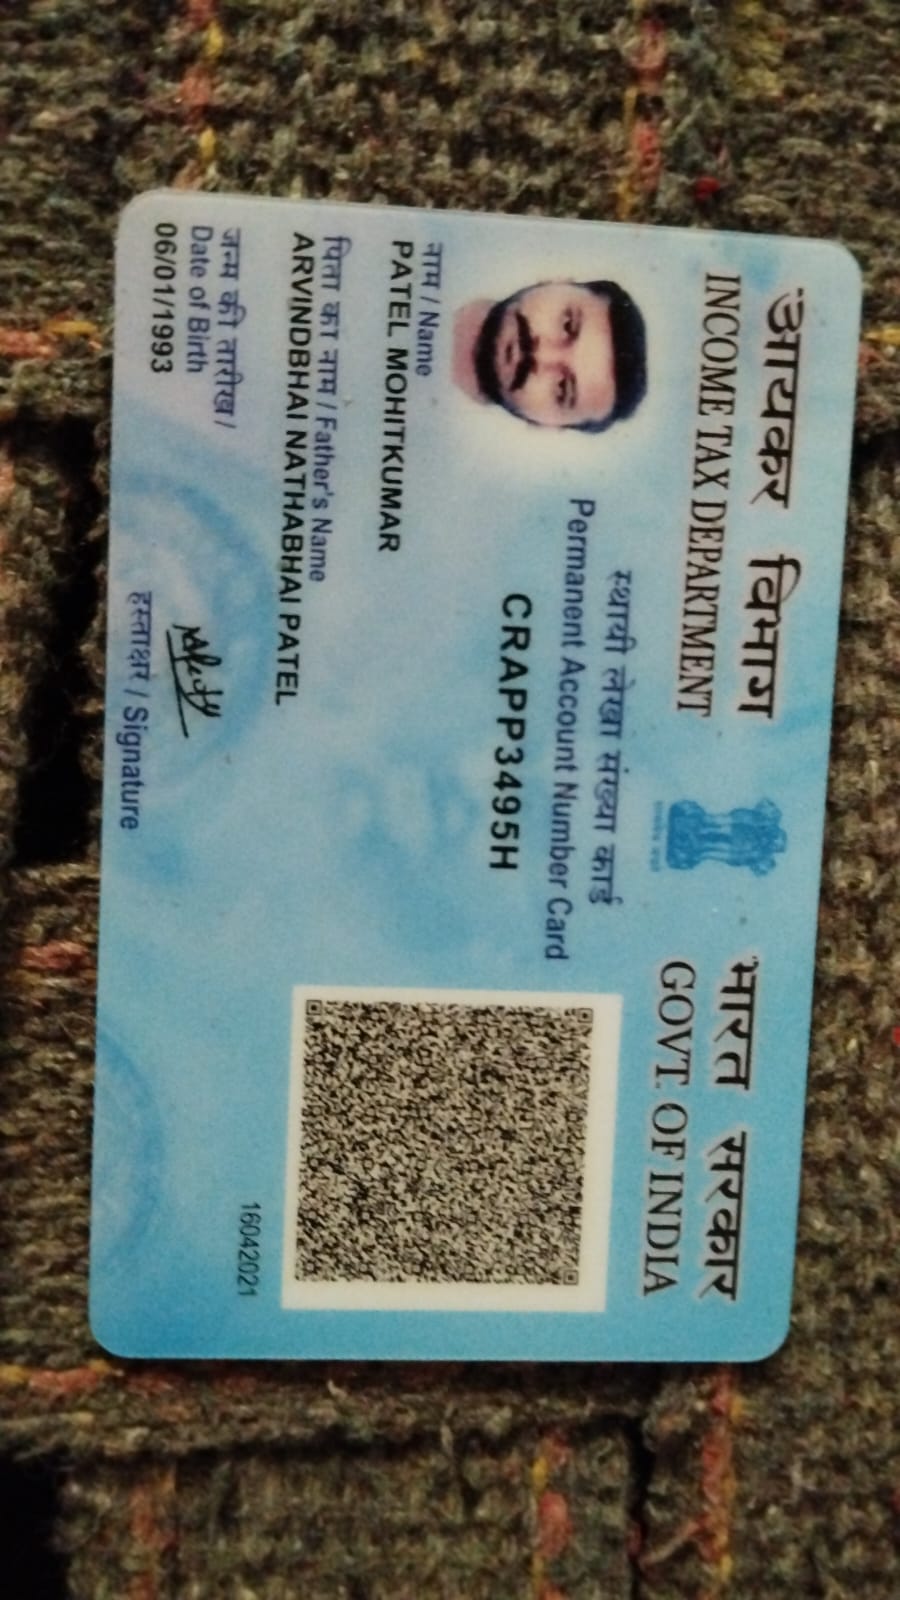 आयकर विभाग
INCOME TAX DEPARTMENT
भारत सरकार
GOVT. OF INDIA
स्थायी लेखा संख्या कार्ड
Permanent Account Number Card
CRAPP3495H
नाम / Name
PATEL MOHITKUMAR
पिता का नाम / Father's Name
ARVINDBHAI NATHABHAI PATEL
जन्म की तारीख /
Date of Birth
06/01/1993
हस्ताक्षर / Signature
16042021